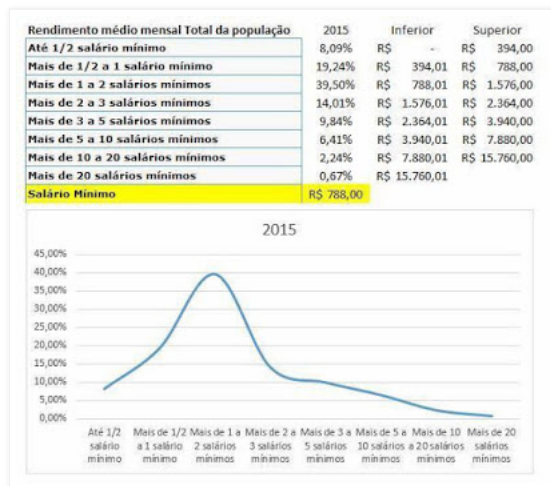 Rendimento médio mensal Total da população 2015 Inferior Superior
Até 1/2 salário mínimo 8,09% R$ - R$ 394,00
Mais de 1/2 a 1 salário mínimo 19,24% R$ 394,01 R$ 788,00
Mais de 1 a 2 salários mínimos 39,50% R$ 788,01 R$ 1.576,00
Mais de 2 a 3 salários mínimos 14,01% R$ 1.576,01 R$ 2.364,00
Mais de 3 a 5 salários mínimos 9,84% R$ 2.364,01 R$ 3.940,00
Mais de 5 a 10 salários mínimos 6,41% R$ 3.940,01 R$ 7.880,00
Mais de 10 a 20 salários mínimos 2,24% R$ 7.880,01 R$ 15.760,00
Mais de 20 salários mínimos 0,67% R$ 15.760,01
Salário Mínimo R$ 788,00
2015
45,00%
40,00%
35,00%
30,00%
25,00%
20,00%
15,00%
10,00%
5,00%
0,00%
Até 1/2 Mais de 1/2 Mais de 1 a Mais de 2 a Mais de 3 a Mais de 5 a Mais de 10 Mais de 20
salário a 1 salário 2 salários 3 salários 5 salários 10 salários a 20 salários salários
mínimo mínimo mínimos mínimos mínimos mínimos mínimos mínimos